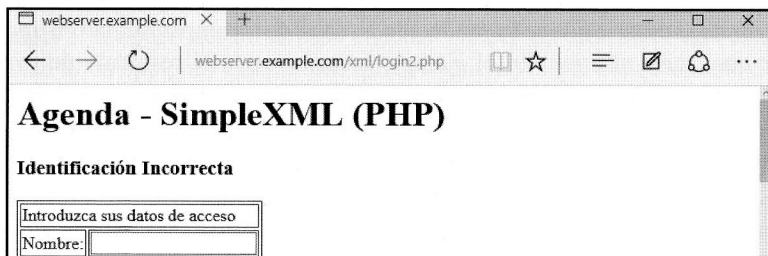 webserver.example.com
webserver.example.com/xml/login2.php
Agenda - SimpleXML (PHP)
Identificación Incorrecta
Introduzca sus datos de acceso
Nombre: